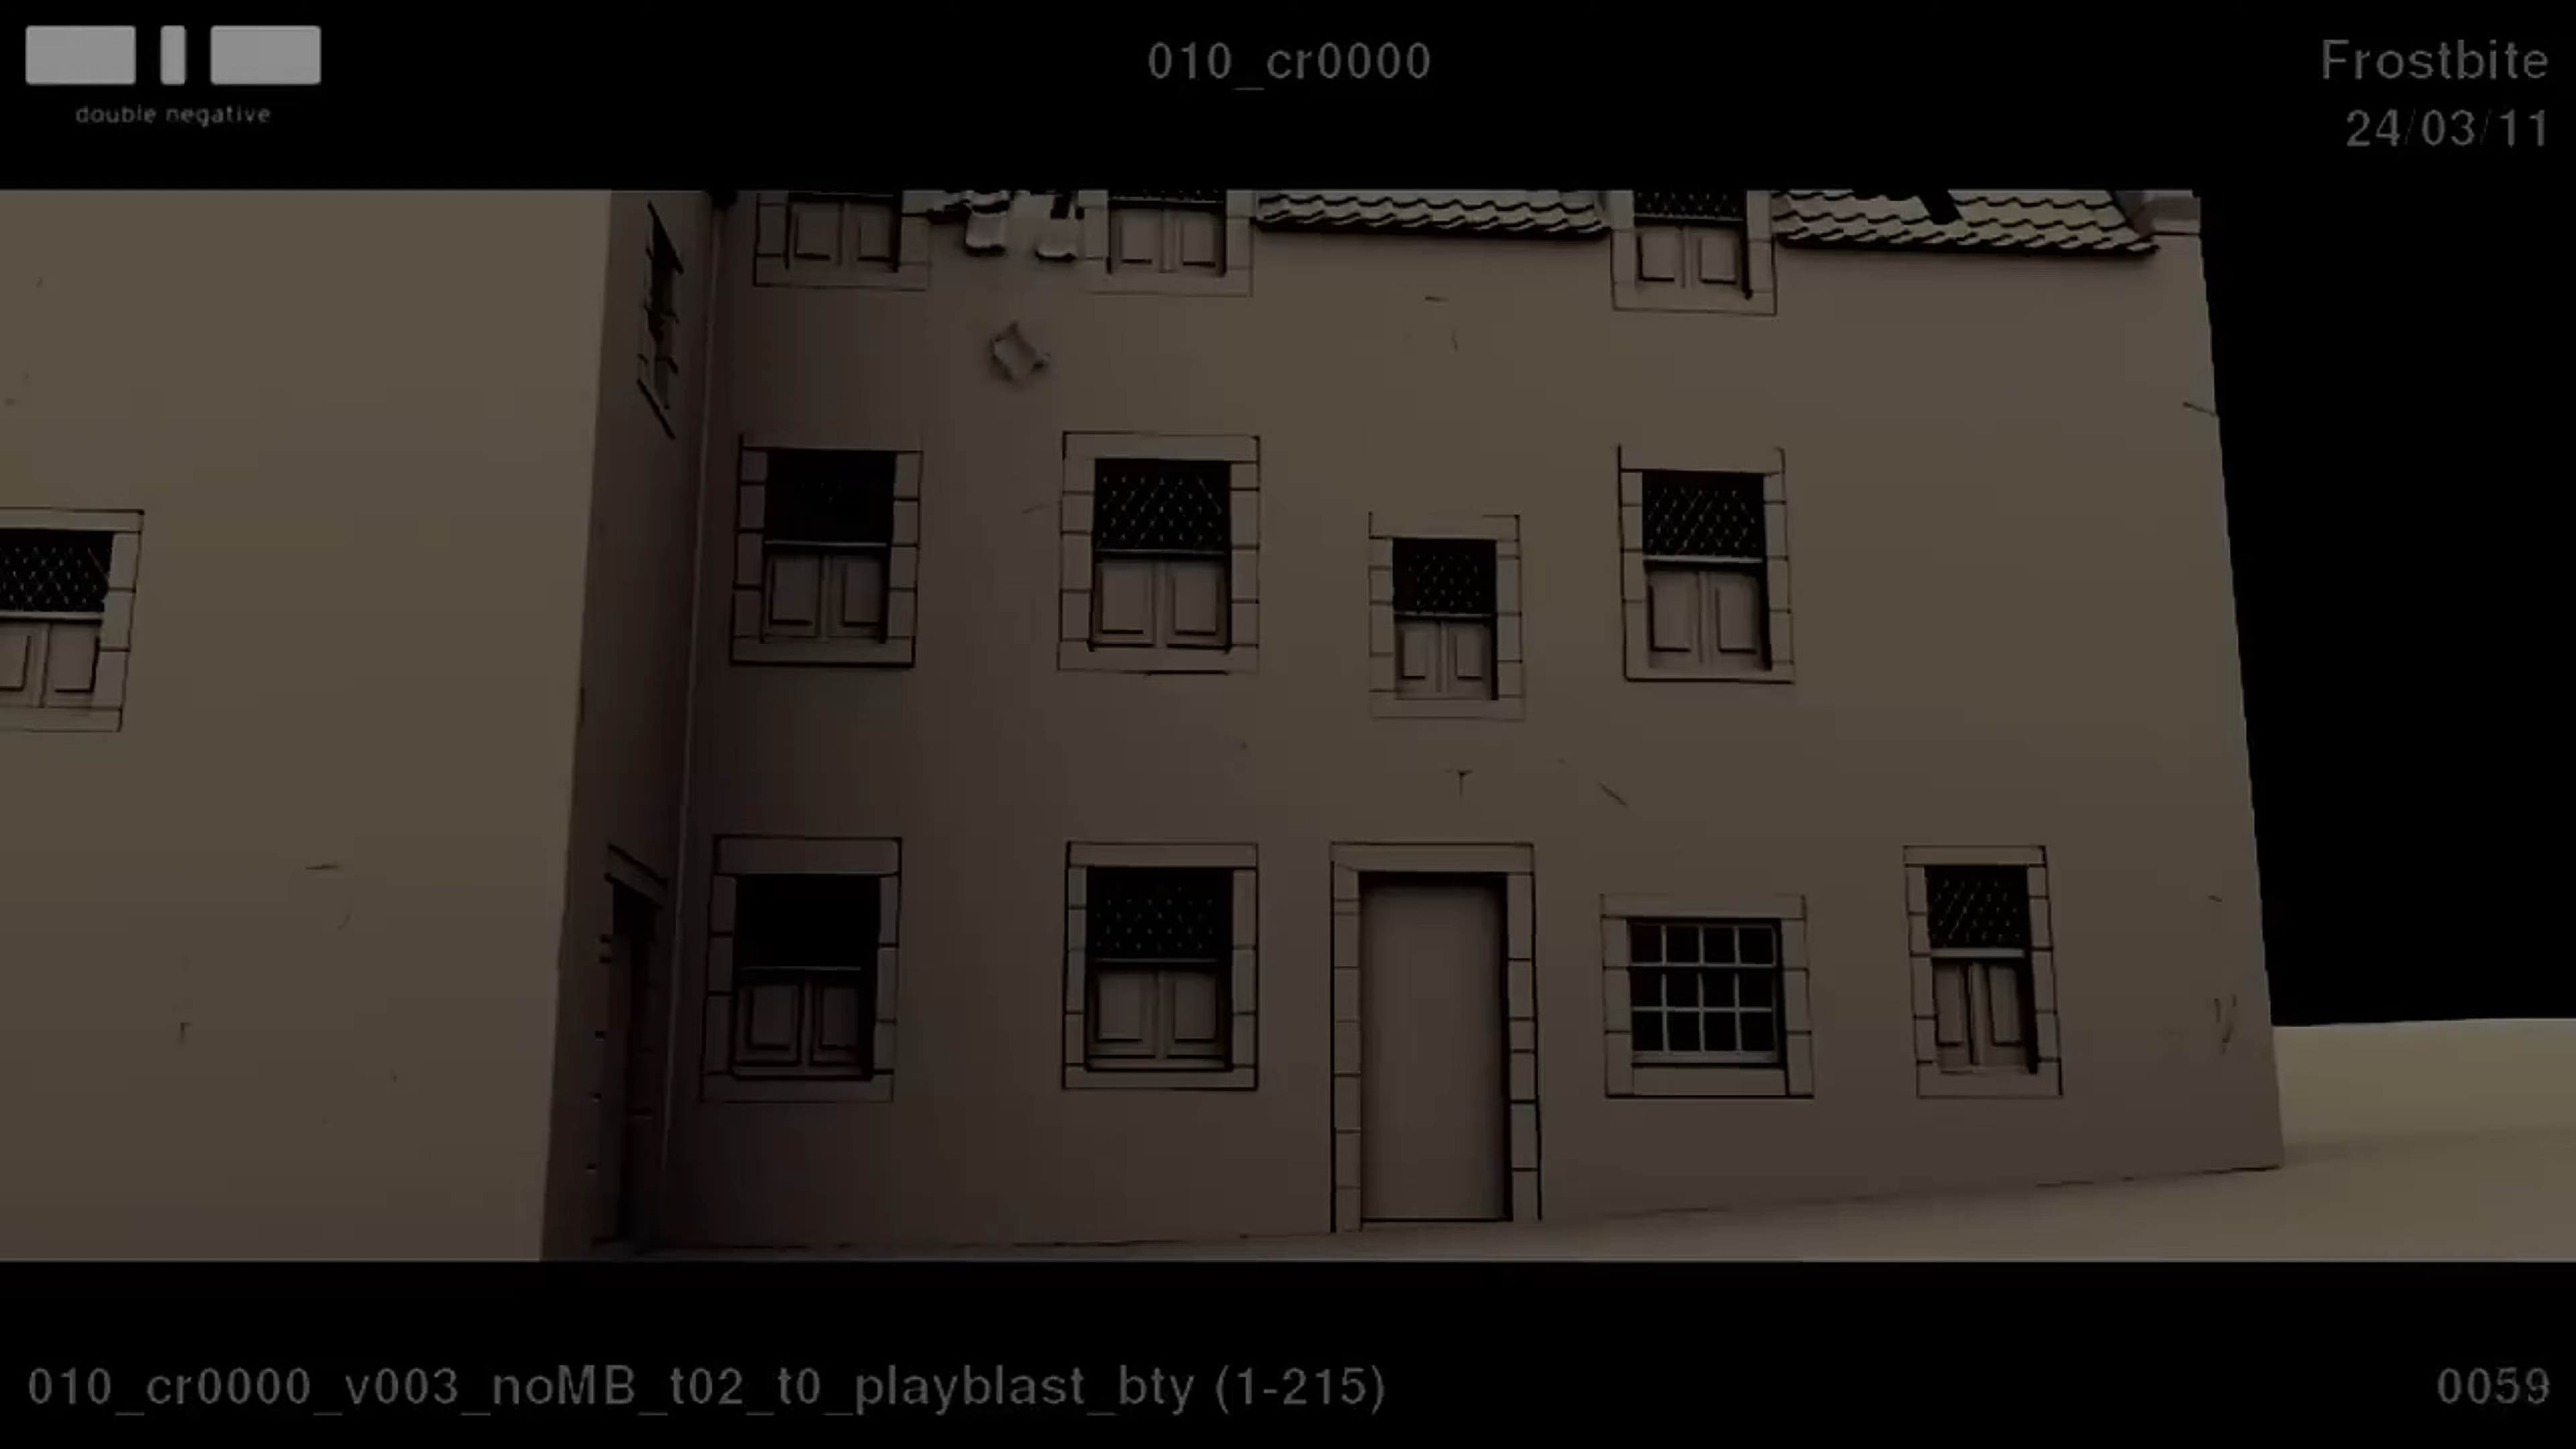 010_cr0000
Frostbite
double negative
24/03/11
010_cr0000_v003_noMB_t02_t0_playblast_bty (1-215)
0059